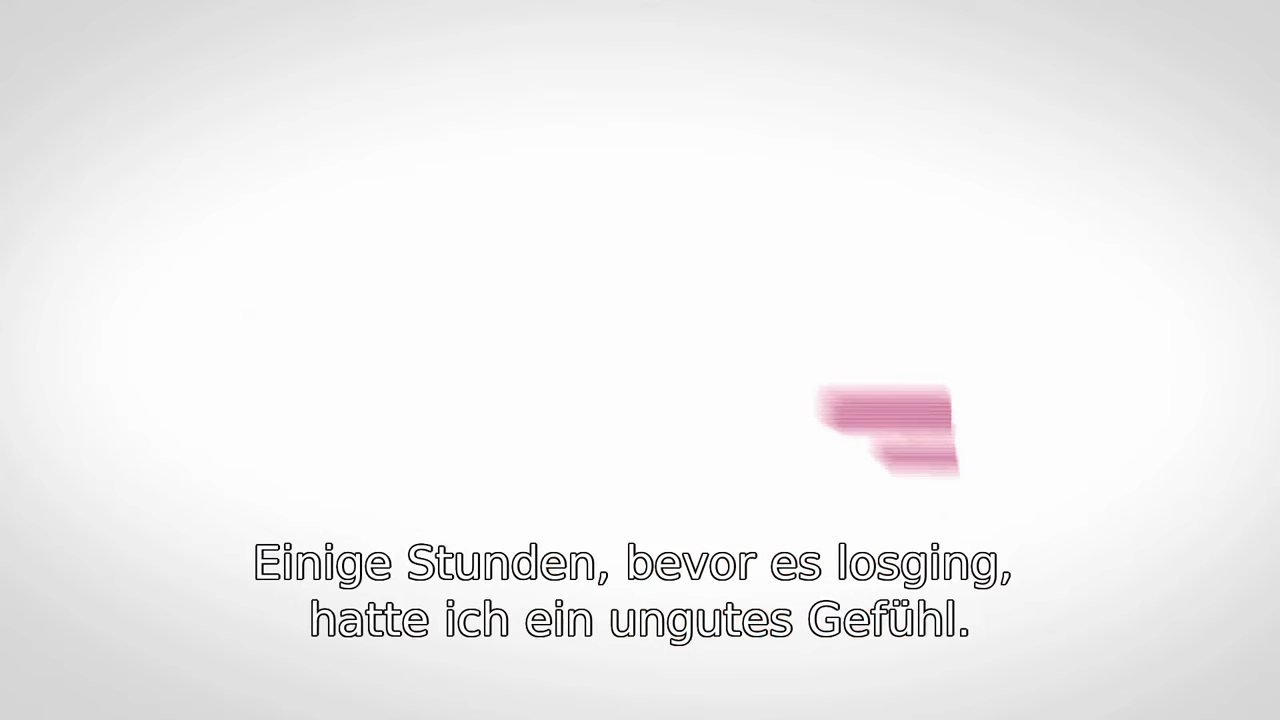 Einige Stunden, bevor es losging,
hatte ich ein ungutes Gefühl.